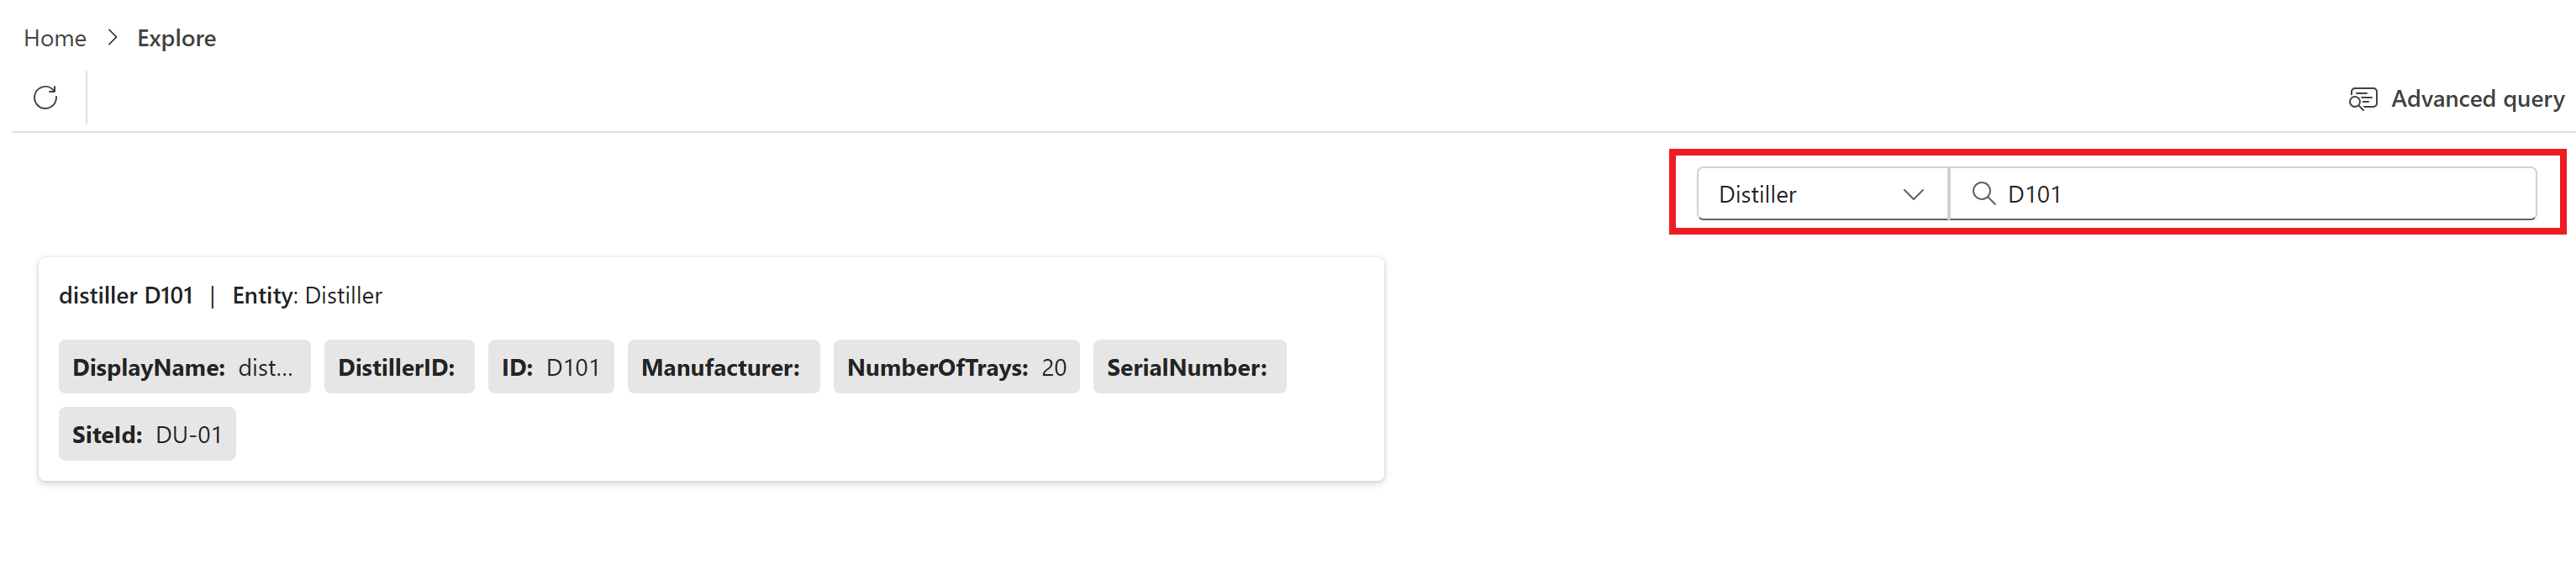 Home > Explore
Advanced query
Distiller D101
distiller D101 | Entity: Distiller
DisplayName: dist... DistillerID: ID: D101 Manufacturer: NumberOfTrays: 20 SerialNumber:
SiteId: DU-01